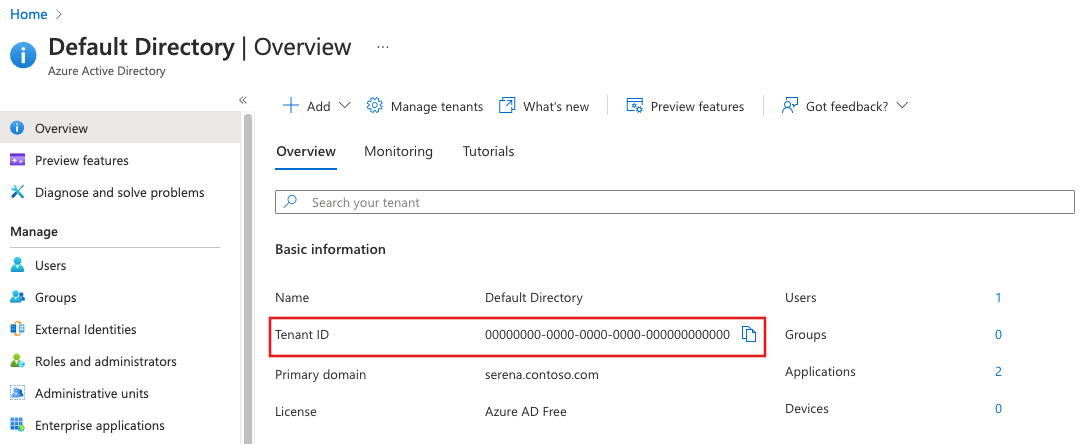 Home
Default Directory | Overview ...
Azure Active Directory
Overview
Preview features
Diagnose and solve problems
Manage
Users
Groups
External Identities
Roles and administrators
Administrative units
Enterprise applications
Add Manage tenants What's new Preview features Got feedback?
Overview Monitoring Tutorials
Search your tenant
Basic information
Name Default Directory Users 1
Tenant ID 00000000-0000-0000-0000-000000000000 Groups 0
Primary domain serena.contoso.com Applications 2
License Azure AD Free Devices 0